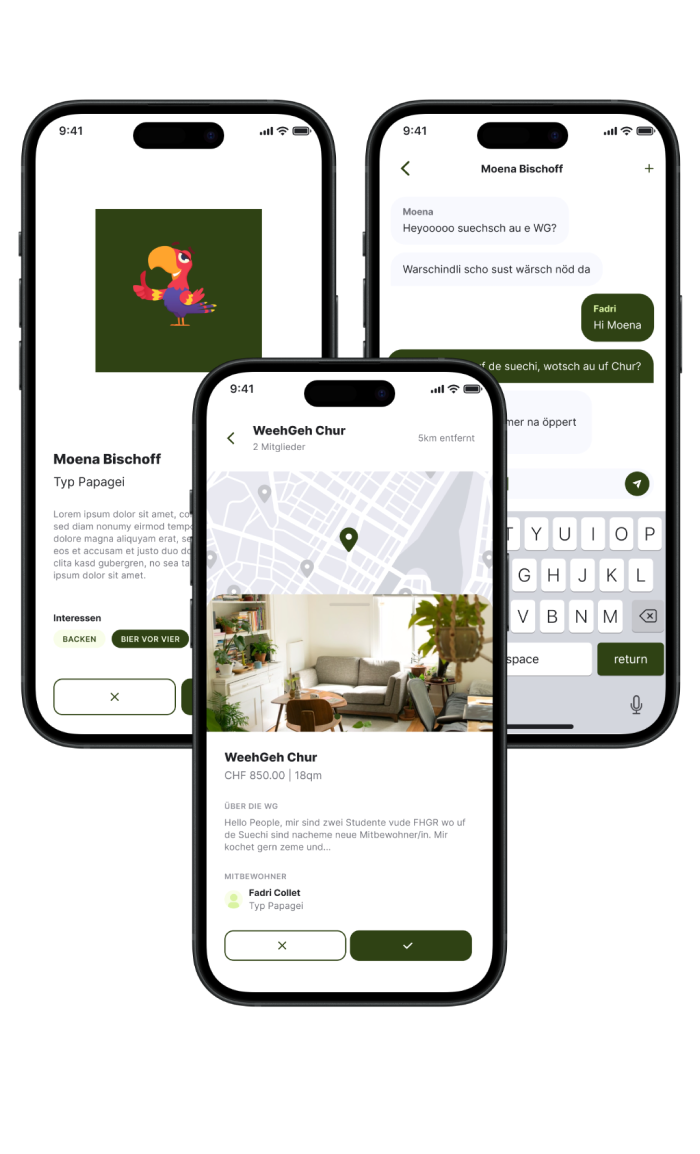 9:41
Moena Bischoff
Typ Papagei
Lorem ipsum dolor sit amet, co
sed diam nonumy eirmod temp
dolore magna aliquyam erat, se
eos et accusam et justo duo do
clita kasd gubergren, no sea ta
ipsum dolor sit amet.
Interessen
BACKEN
BIER VOR VIER
9:41
Moena Bischoff
Moena
Heyooooo suechsch au e WG?
Warschindli scho sust wärsch nöd da
Fadri
Hi Moena
uf de suechi, wotsch au uf Chur?
mer na öppert
T Y U I O P
G H J K L
V B N M
space
return
9:41
WeehGeh Chur
2 Mitglieder
5km entfernt
WeehGeh Chur
CHF 850.00 | 18qm
ÜBER DIE WG
Hello People, mir sind zwei Studente vude FHGR wo uf
de Suechi sind nacheme neue Mitbewohner/in. Mir
kochet gern zeme und...
MITBEWOHNER
Fadri Collet
Typ Papagei